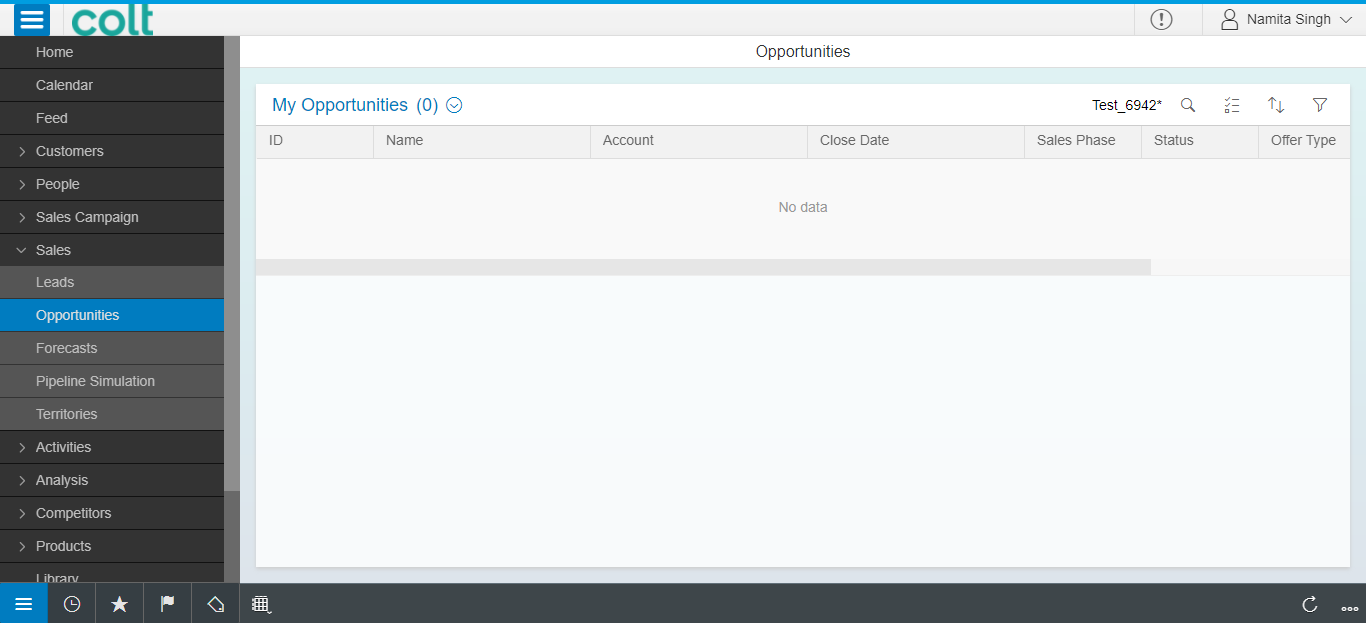 colt
Namita Singh
Home
Calendar
Feed
Customers
People
Sales Campaign
Sales
Leads
Opportunities
Forecasts
Pipeline Simulation
Territories
Activities
Analysis
Competitors
Products
Library
Opportunities
My Opportunities (0)
Test_6942*
ID Name Account Close Date Sales Phase Status Offer Type
No data